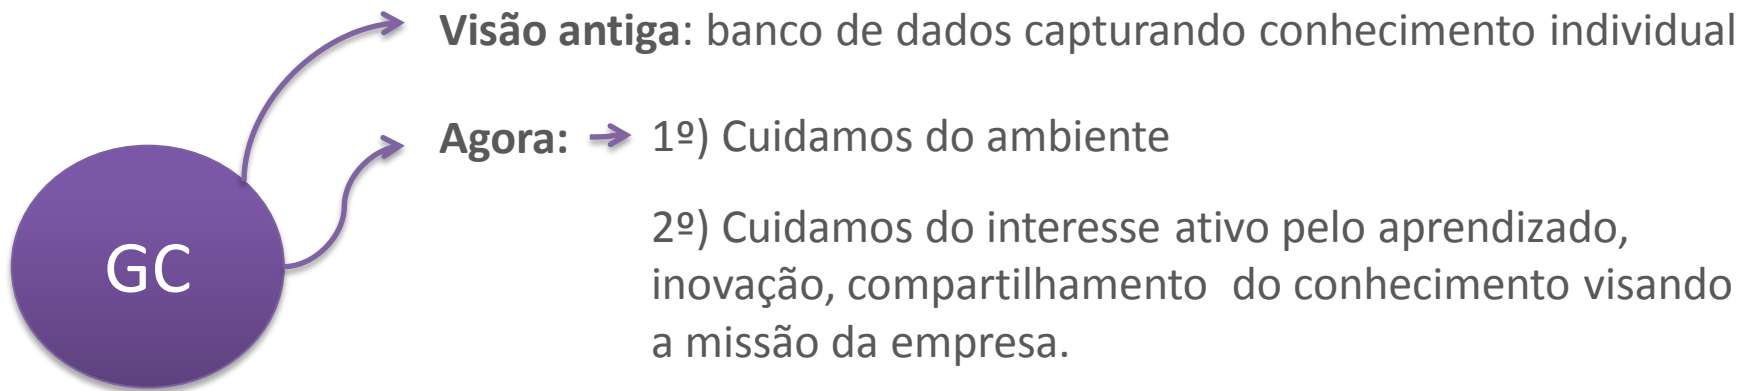 Visão antiga: banco de dados capturando conhecimento individual
Agora: 1º) Cuidamos do ambiente
2º) Cuidamos do interesse ativo pelo aprendizado,
inovação, compartilhamento do conhecimento visando
a missão da empresa.
GC